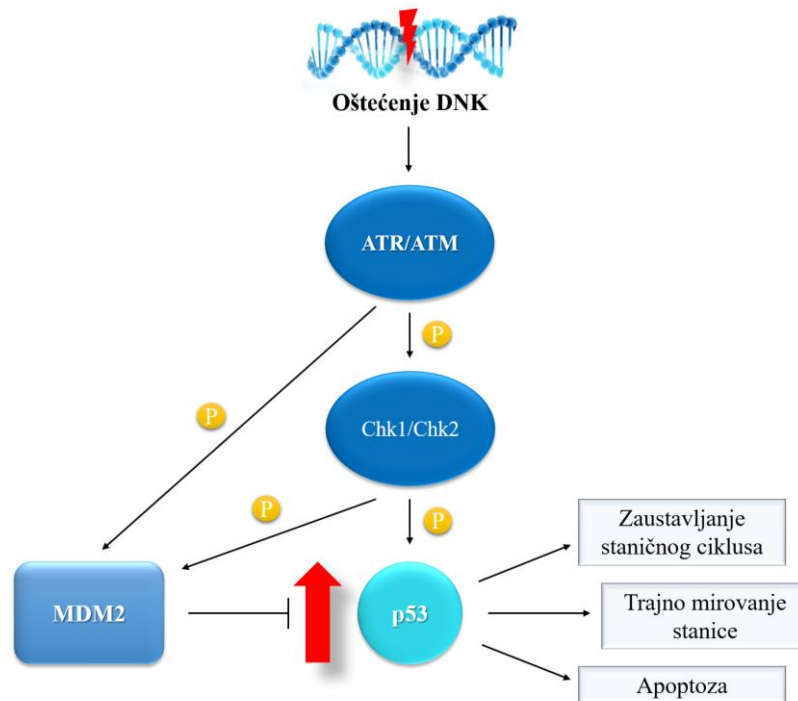 Oštećenje DNK
ATR/ATM
P
Chk1/Chk2
P
P
P
MDM2
p53
Zaustavljanje
staničnog ciklusa
Trajno mirovanje
stanice
Apoptoza